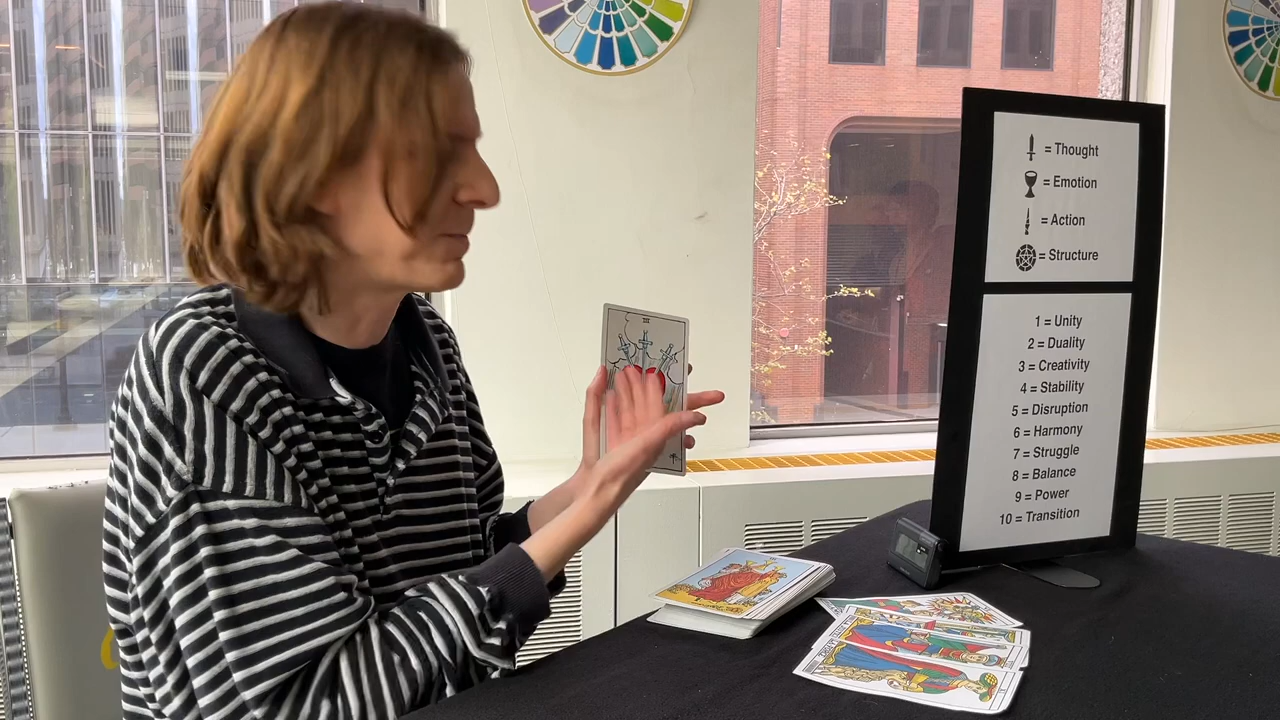 = Thought
= Emotion
= Action
= Structure
1 = Unity
2 = Duality
3 = Creativity
4 = Stability
5 = Disruption
6 = Harmony
7 = Struggle
8 = Balance
9 = Power
10 = Transition
III